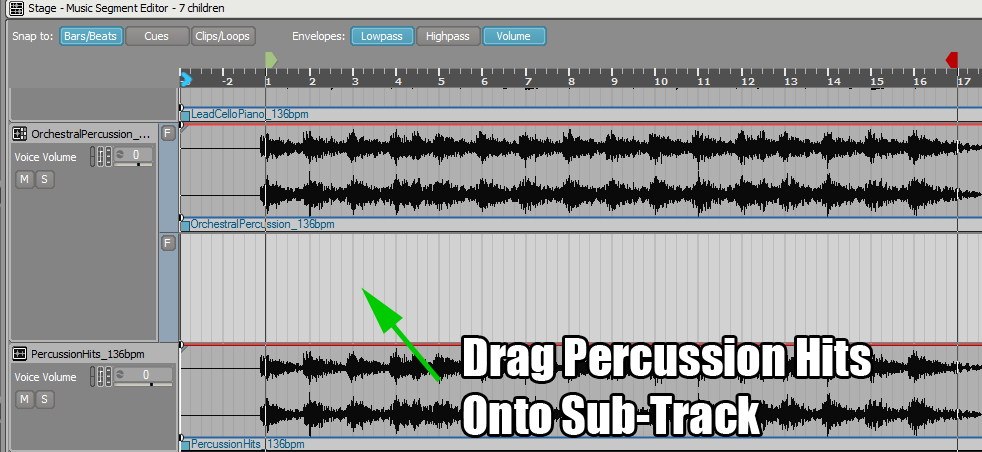 Stage - Music Segment Editor - 7 children
Snap to: Bars/Beats Cues Clips/Loops Envelopes: Lowpass Highpass Volume
-2 1 2 3 4 5 6 7 8 9 10 11 12 13 14 15 16 17
LeadCelloPiano_136bpm
OrchestralPercussion_... F
Voice Volume 0
M S
OrchestralPercussion_136bpm
F
Drag Percussion Hits
PercussionHits_136bpm
Voice Volume 0
M S
Onto Sub-Track
PercussionHits_136bpm